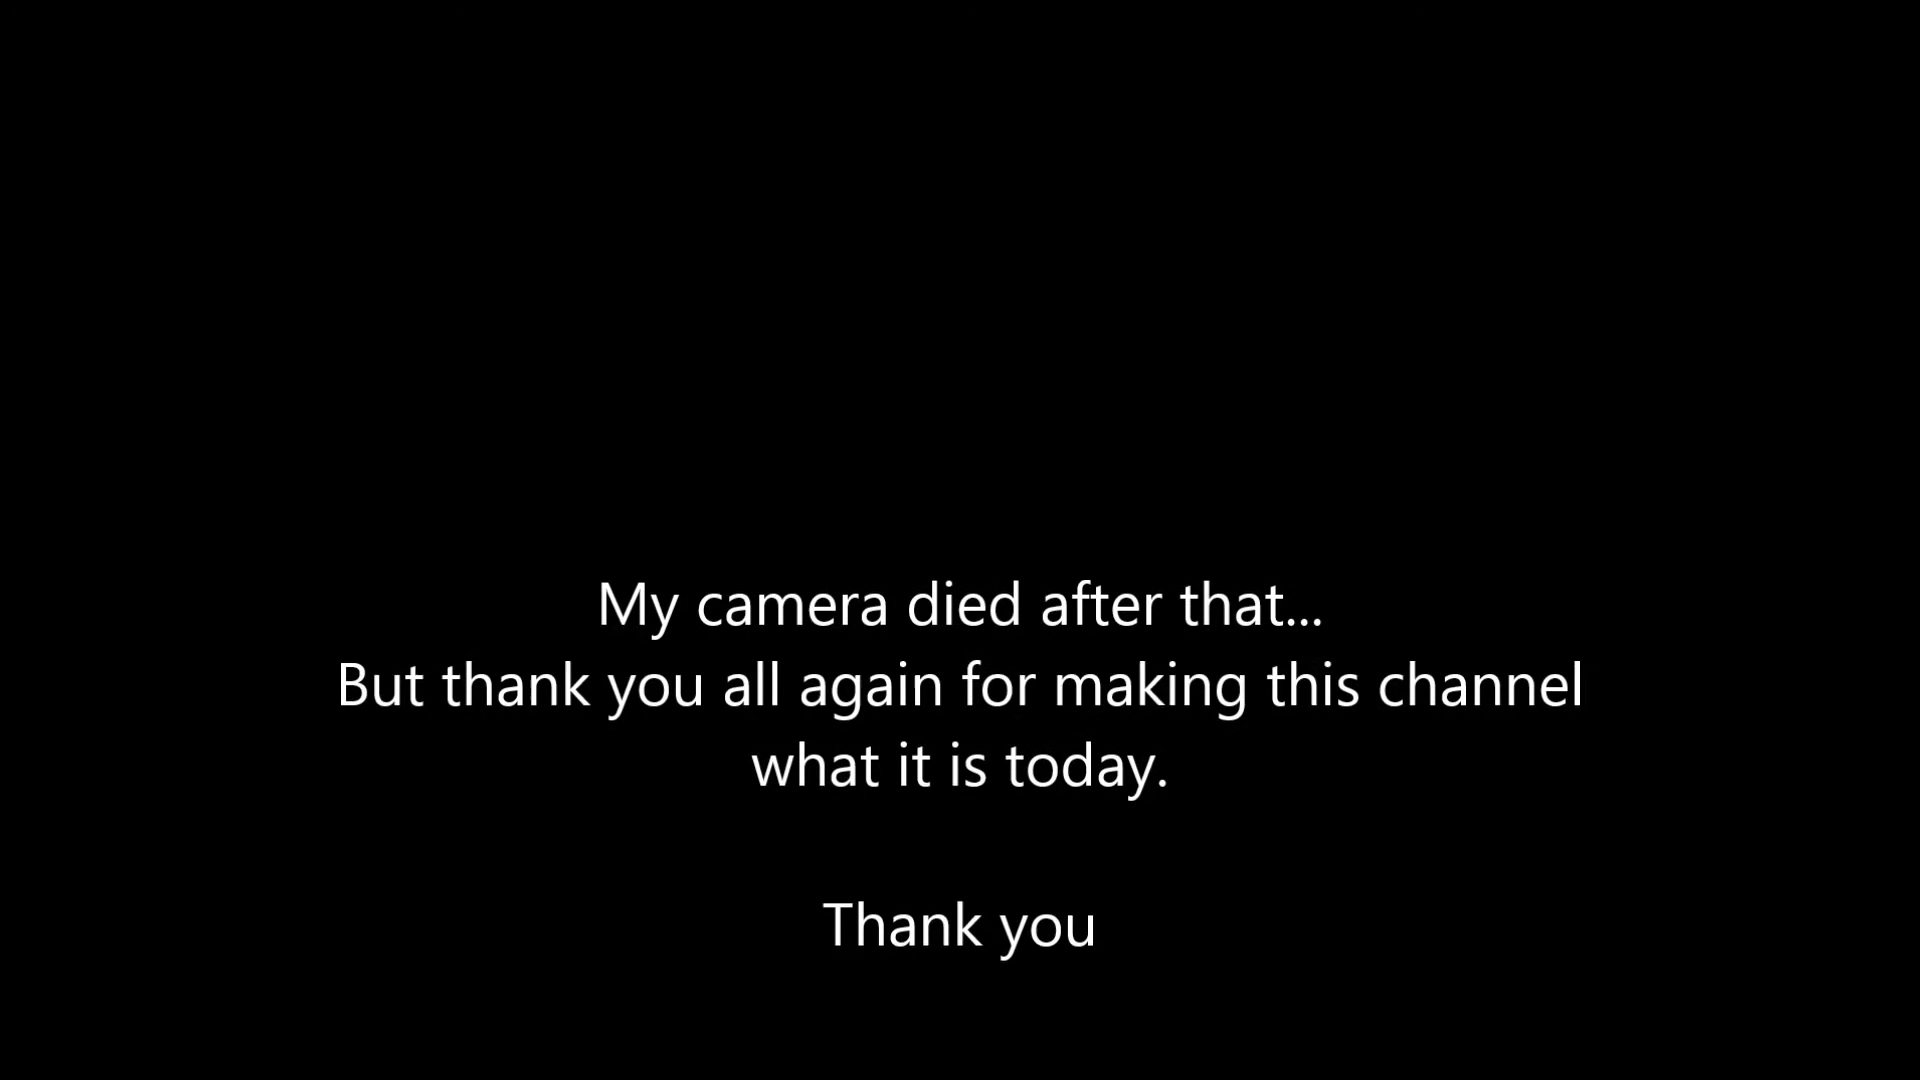 My camera died after that...
But thank you all again for making this channel
what it is today.
Thank you